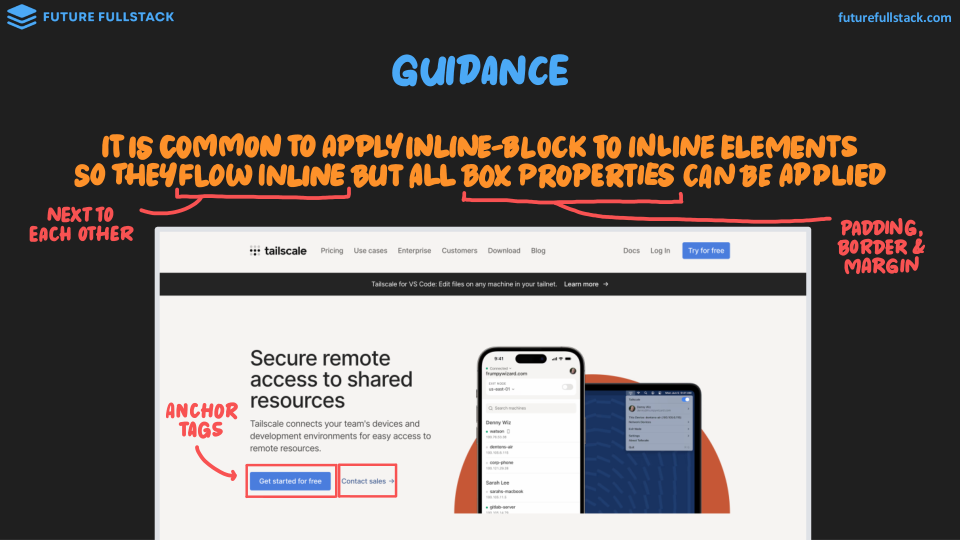 FUTURE FULLSTACK
futurefullstack.com
GUIDANCE
IT IS COMMON TO APPLY INLINE-BLOCK TO INLINE ELEMENTS
SO THEY FLOW INLINE BUT ALL BOX PROPERTIES CAN BE APPLIED
NEXT TO
EACH OTHER
PADDING,
BORDER &
MARGIN
tailscale Pricing Use cases Enterprise Customers Download Blog Docs Log In Try for free
Tailscale for VS Code: Edit files on any machine in your tailnet. Learn more →
Secure remote
access to shared
resources
Tailscale connects your team's devices and
development environments for easy access to
remote resources.
ANCHOR
TAGS
Get started for free
Contact sales →
9:41
Connected
frumpywizard.com
EXIT NODE
us-east-01
Search machines
Danny Wiz
watson
corp-phone
Sarah Lee
sarahs-macbook
gitlab-server